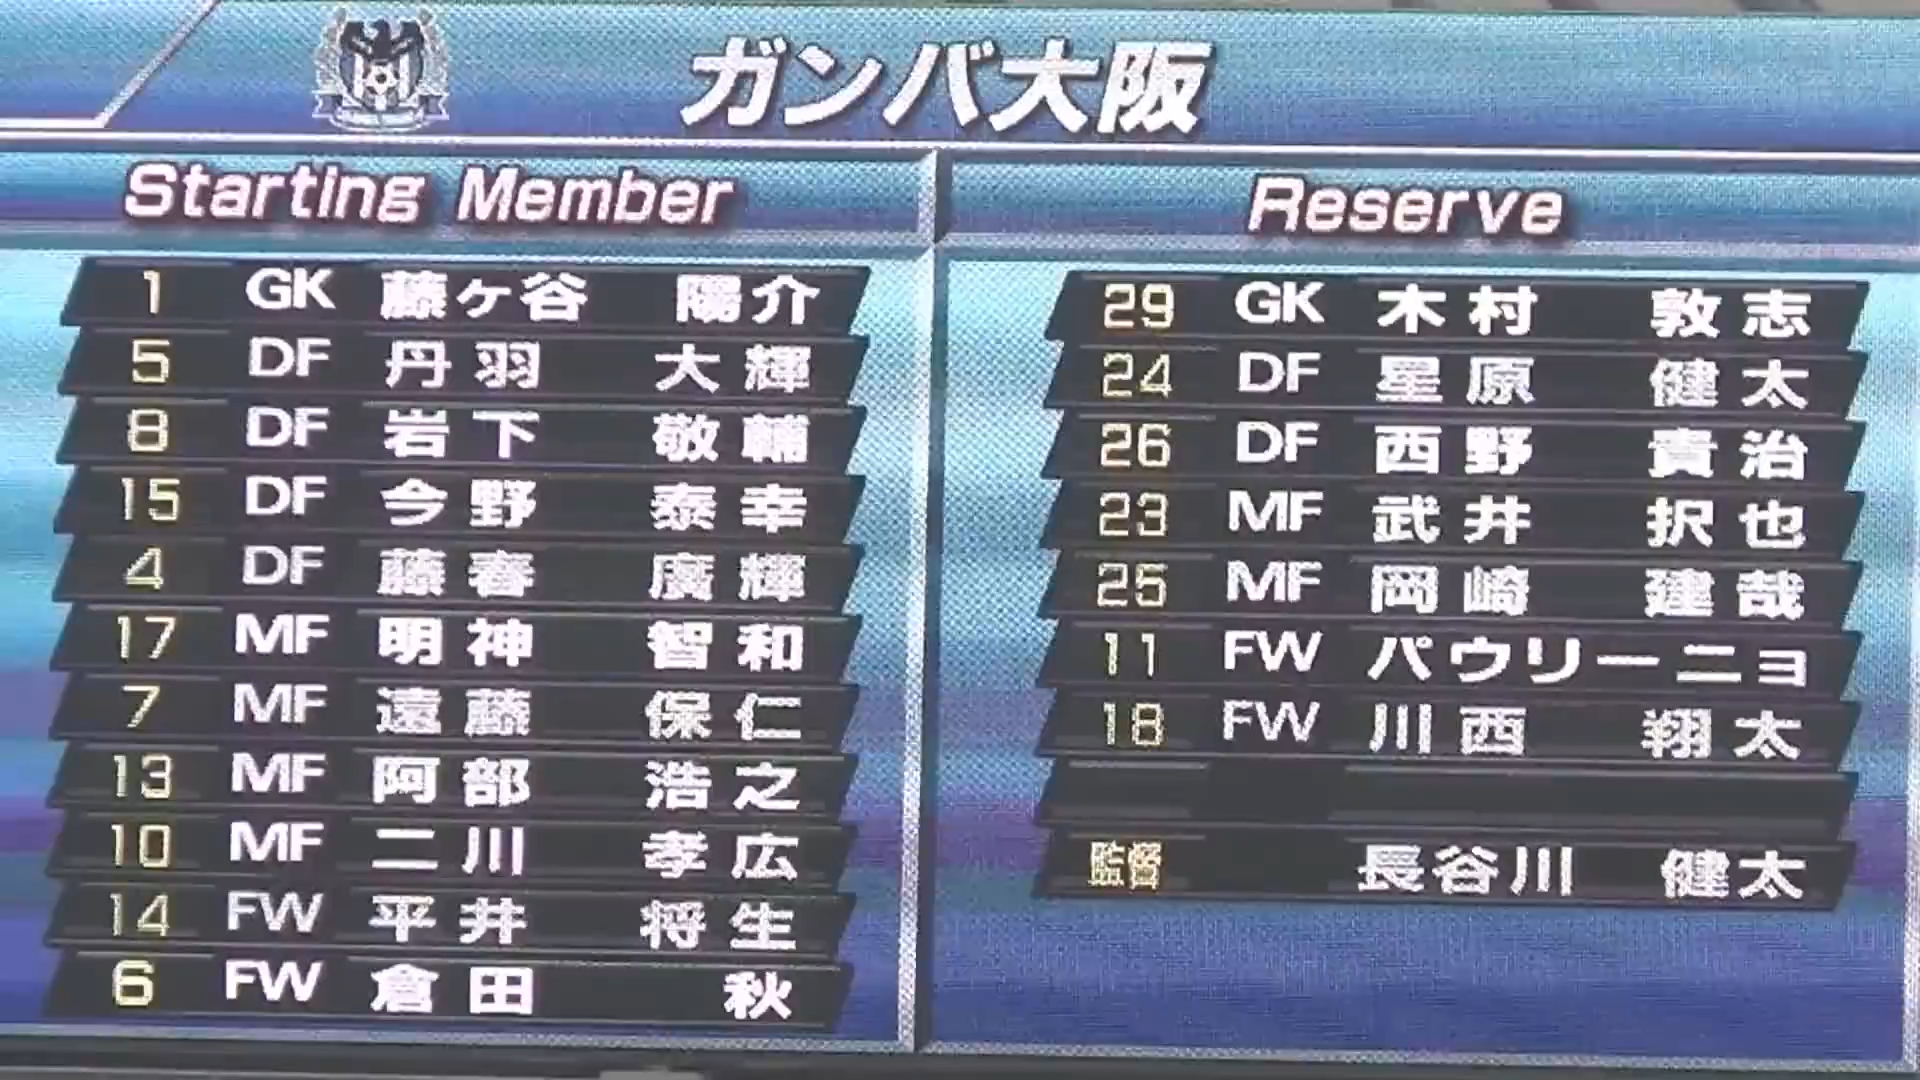 ガンバ大阪
Starting Member
1 GK 藤ヶ谷 陽介
5 DF 丹羽 大輝
8 DF 岩下 敬輔
15 DF 今野 泰幸
4 DF 藤春 廣輝
17 MF 明神 智和
7 MF 遠藤 保仁
13 MF 阿部 浩之
10 MF 二川 孝広
14 FW 平井 将生
6 FW 倉田 秋
Reserve
29 GK 木村 敦志
24 DF 星原 健太
26 DF 西野 貴治
23 MF 武井 択也
25 MF 岡崎 建哉
11 FW パウリーニョ
18 FW 川西 翔太
監督 長谷川 健太